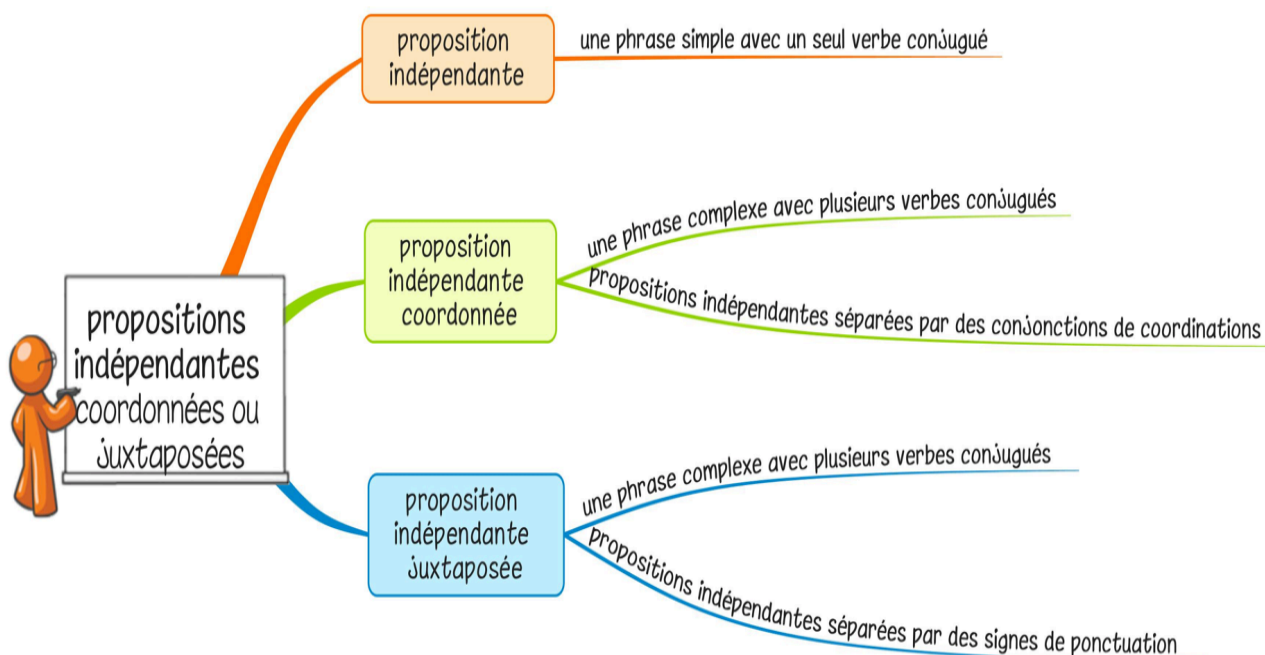 proposition
indépendante
une phrase simple avec un seul verbe conjugué
proposition
indépendante
coordonnée
une phrase complexe avec plusieurs verbes conjugués
propositions indépendantes séparées par des conjonctions de coordinations
propositions
indépendantes
coordonnées ou
juxtaposées
proposition
indépendante
juxtaposée
une phrase complexe avec plusieurs verbes conjugués
propositions indépendantes séparées par des signes de ponctuation